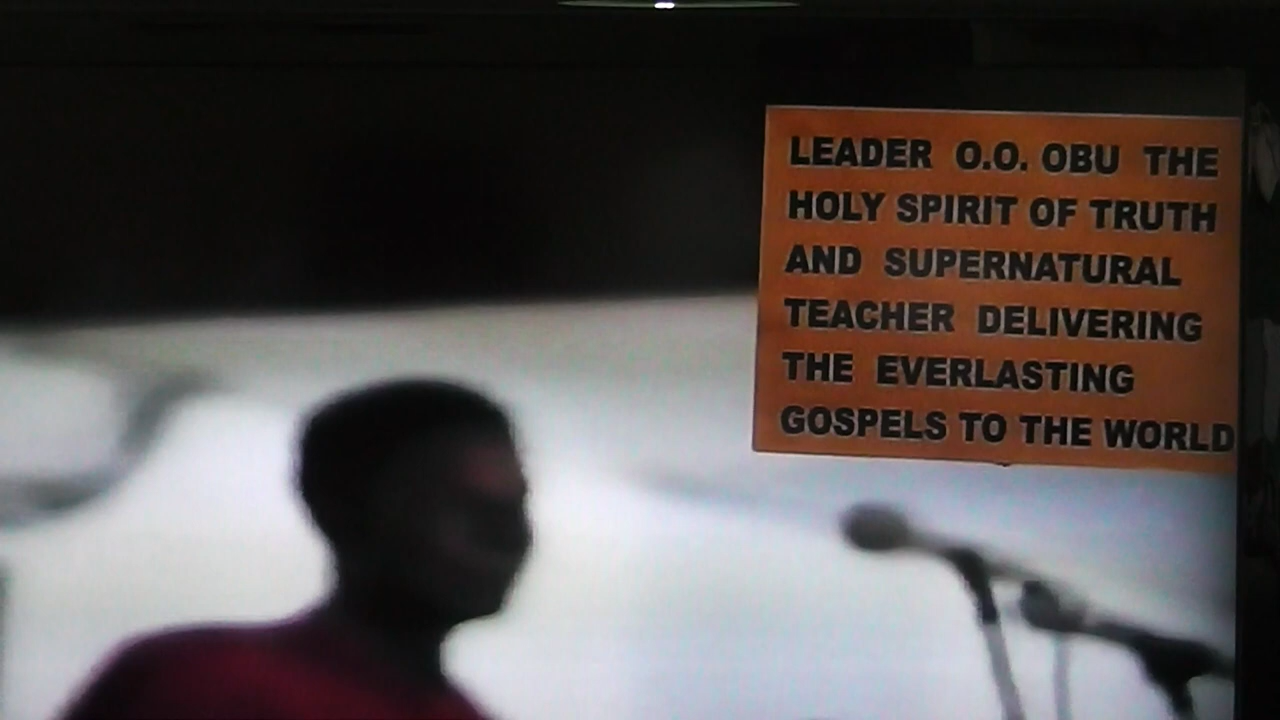 LEADER O.O. OBU THE
HOLY SPIRIT OF TRUTH
AND SUPERNATURAL
TEACHER DELIVERING
THE EVERLASTING
GOSPELS TO THE WORLD